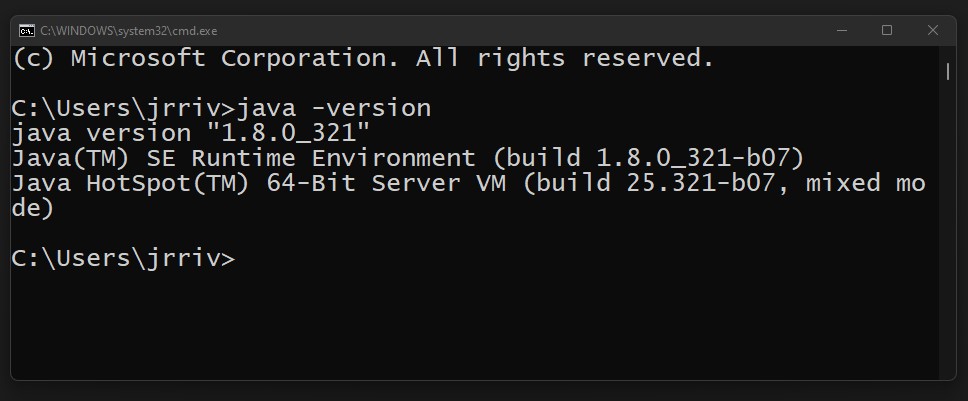 C:\WINDOWS\system32\cmd.exe
(c) Microsoft Corporation. All rights reserved.
C:\Users\jrriv>java -version
java version "1.8.0_321"
Java(TM) SE Runtime Environment (build 1.8.0_321-b07)
Java HotSpot(TM) 64-Bit Server VM (build 25.321-b07, mixed mo
de)
C:\Users\jrriv>